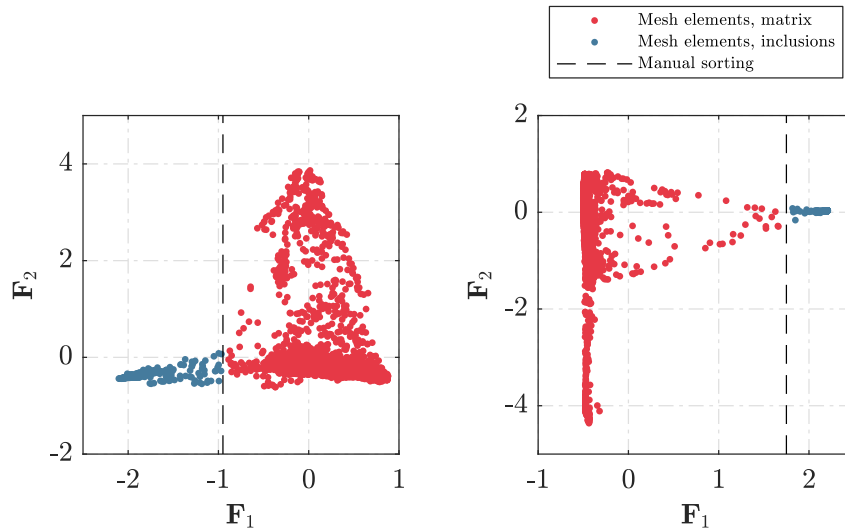 Mesh elements, matrix
Mesh elements, inclusions
Manual sorting
4
2
0
-2
-2
-1
0
1
F2
F1
2
0
-2
-4
-1
0
1
2
F2
F1